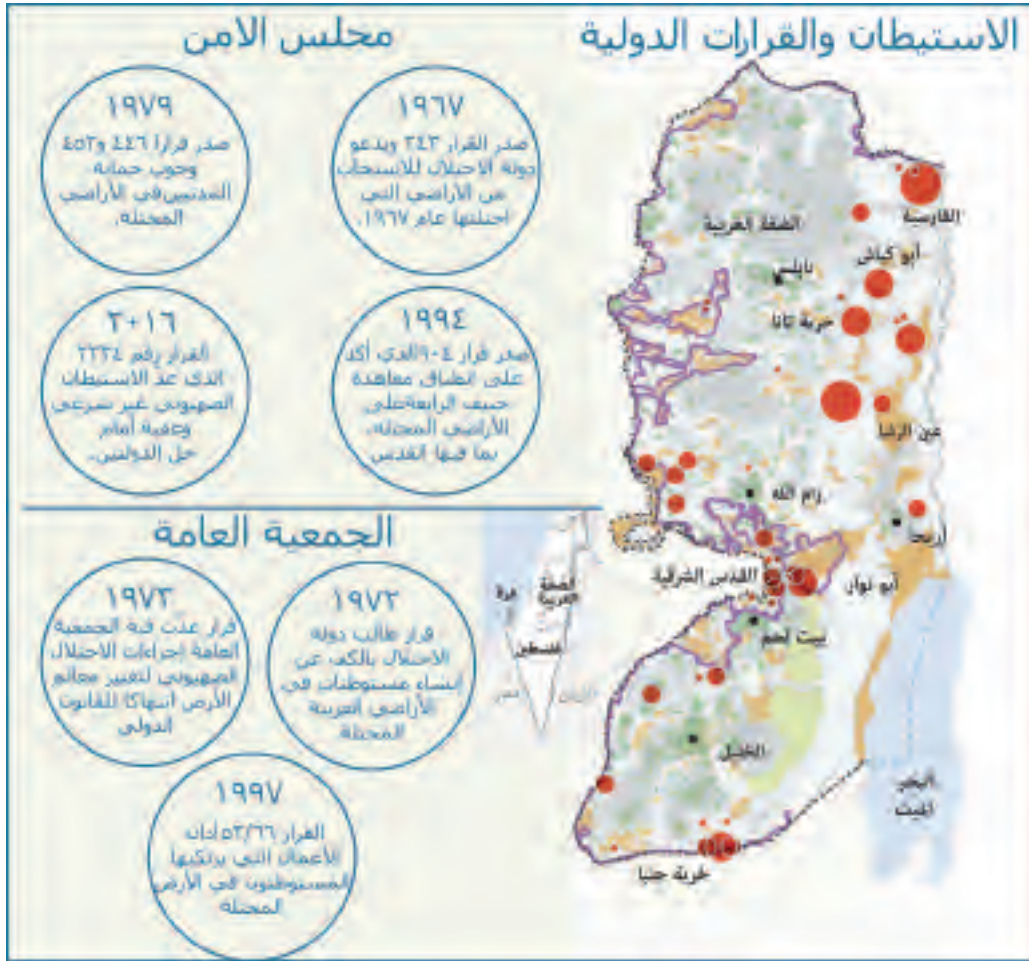 الاستيطان والقرارات الدولية
مجلس الامن
١٩٦٧
صدر القرار ٢٤٣ ويدعو
دولة الاحتلال للانسحاب
من الأراضي التي
احتلتها عام ١٩٦٧.
١٩٧٩
صدر قرارا ٤٤٦ و٤٥٢
وجوب حماية
المدنيين في الأراضي
المحتلة.
١٩٩٤
صدر قرار ٩٠٤ الذي أكد
على انطباق معاهدة
جنيف الرابعة على
الأراضي المحتلة،
بما فيها القدس
٢٠١٦
القرار رقم ٢٣٣٤
الذي عدّ الاستيطان
الصهيوني غير شرعي
وعقبة أمام
حل الدولتين.
الجمعية العامة
١٩٧٢
قرار طالب دولة
الاحتلال بالكف عن
إنشاء مستوطنات في
الأراضي العربية
المحتلة
١٩٧٣
قرار عدّت فيه الجمعية
العامة إجراءات الاحتلال
الصهيوني لتغيير معالم
الأرض انتهاكًا للقانون
الدولي
١٩٩٧
القرار ٥٢/٦٦ أدان
الأعمال التي يرتكبها
المستوطنون في الأرض
المحتلة
الفارسية
الضفة الغربية
أبو كباش
نابلس
خربة تانا
عين الرشا
رام الله
أريحا
القدس الشرقية
أبو نوار
بيت لحم
الخليل
البحر
الميت
خربة جنبا
غزة
الضفة
الغربية
فلسطين
مصر
الأردن